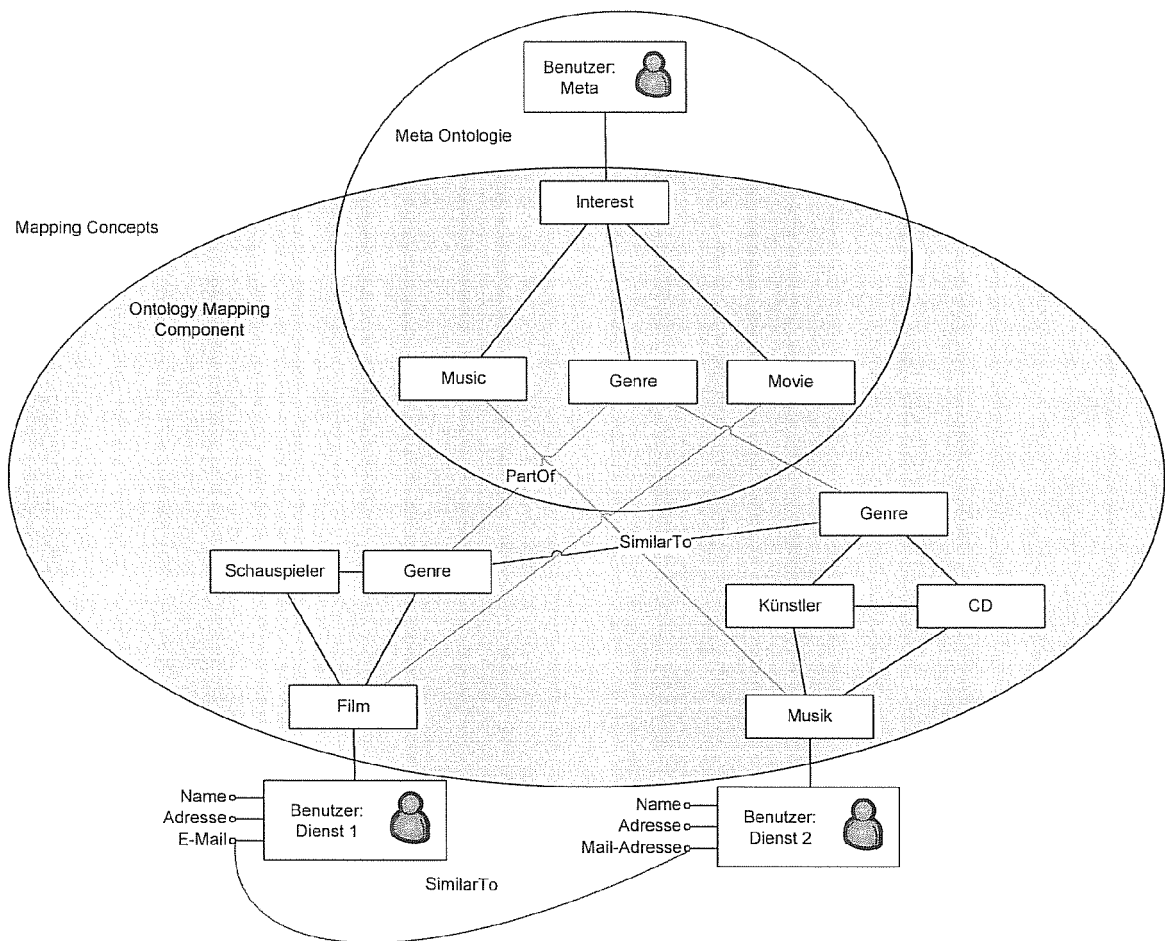 Benutzer:
Meta
Meta Ontologie
Interest
Mapping Concepts
Ontology Mapping
Component
Music
Genre
Movie
PartOf
Genre
SimilarTo
Schauspieler
Genre
Künstler
CD
Film
Musik
Name
Adresse
E-Mail
Benutzer:
Dienst 1
Name
Adresse
Mail-Adresse
Benutzer:
Dienst 2
SimilarTo